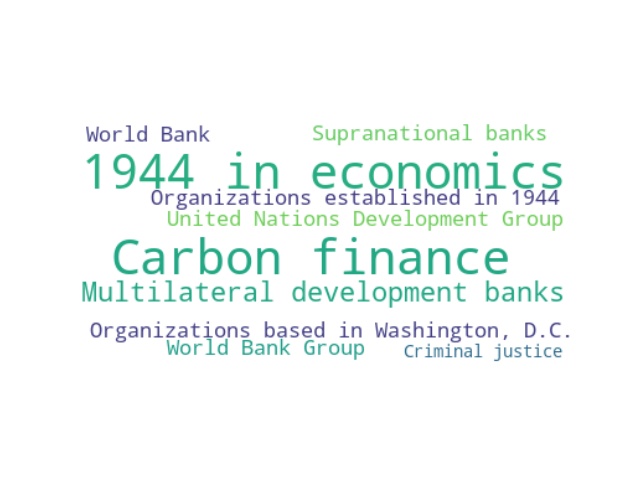 World Bank
Supranational banks
1944 in economics
Organizations established in 1944
United Nations Development Group
Carbon finance
Multilateral development banks
Organizations based in Washington, D.C.
World Bank Group
Criminal justice